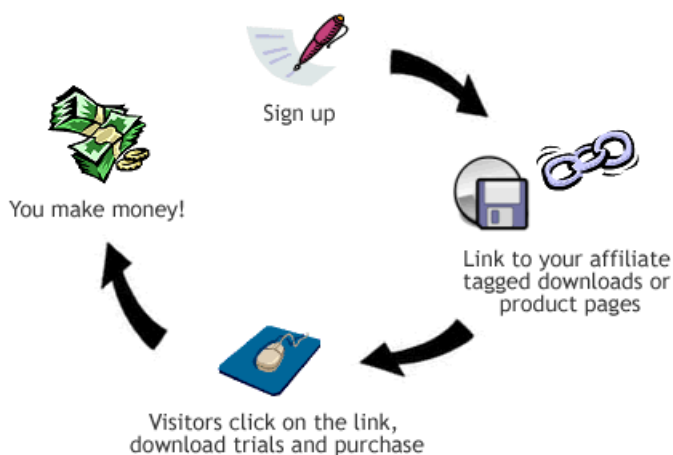 Sign up
Link to your affiliate
tagged downloads or
product pages
Visitors click on the link,
download trials and purchase
You make money!